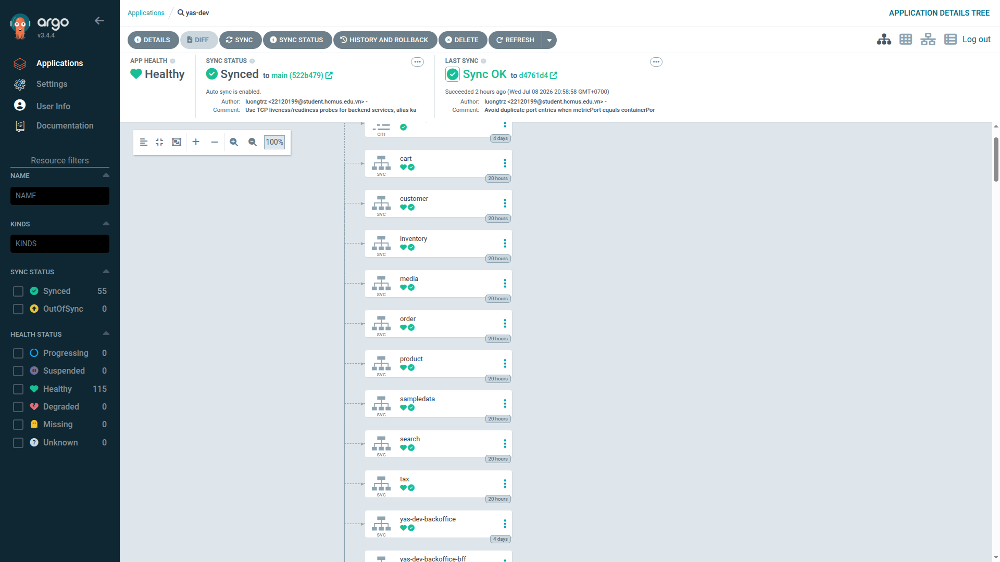 argo
v3.4.4
Applications
Settings
User Info
Documentation
Resource filters
NAME
NAME
KINDS
KINDS
SYNC STATUS
Synced 55
OutOfSync 0
HEALTH STATUS
Progressing 0
Suspended 0
Healthy 115
Degraded 0
Missing 0
Unknown 0
Applications / yas-dev
APPLICATION DETAILS TREE
DETAILS
DIFF
SYNC
SYNC STATUS
HISTORY AND ROLLBACK
DELETE
REFRESH
Log out
APP HEALTH
Healthy
SYNC STATUS
Synced to main (522b479)
Auto sync is enabled.
Author: luongtrz <22120199@student.hcmus.edu.vn> -
Comment: Use TCP liveness/readiness probes for backend services, alias ka
LAST SYNC
Sync OK to d4761d4
Succeeded 2 hours ago (Wed Jul 08 2026 20:58:58 GMT+0700)
Author: luongtrz <22120199@student.hcmus.edu.vn> -
Comment: Avoid duplicate port entries when metricPort equals containerPor
100%
cm
4 days
cart
svc
20 hours
customer
svc
20 hours
inventory
svc
20 hours
media
svc
20 hours
order
svc
20 hours
product
svc
20 hours
sampledata
svc
20 hours
search
svc
20 hours
tax
svc
20 hours
yas-dev-backoffice
svc
4 days
yas-dev-backoffice-bff